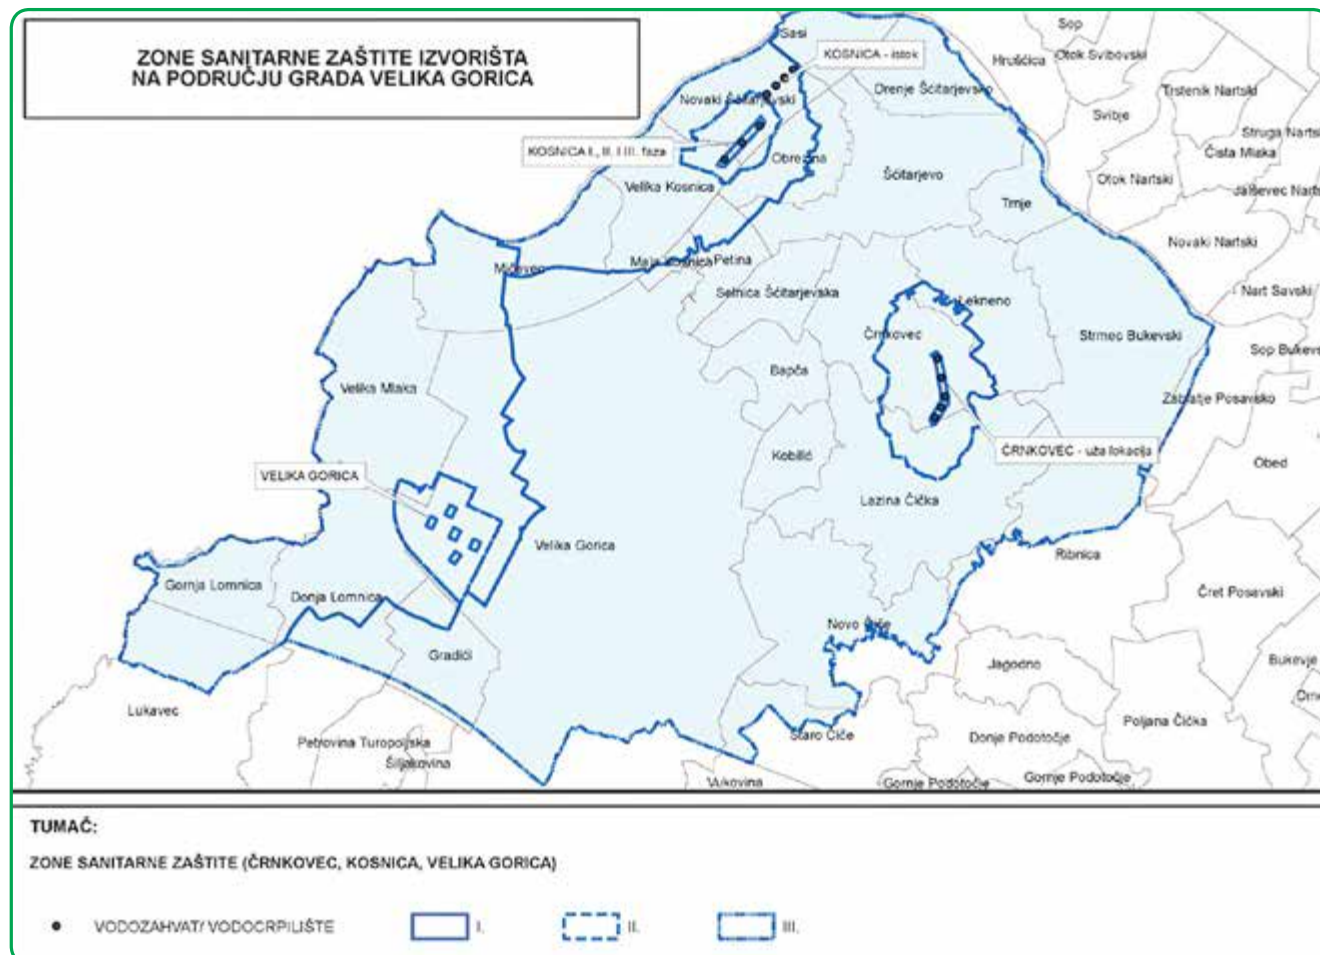 ZONE SANITARNE ZAŠTITE IZVORIŠTA
NA PODRUČJU GRADA VELIKA GORICA
Sasi
KOSNICA - istok
Sop
Hrušćica
Otok Svibovski
Drenje Šćitarjevsko
Trstenik Nartski
Novaki Šćitarjevski
Svibje
Struga Nartsk
KOSNICA I., II. I III. faza
Obrezina
Čista Mlaka
Šćitarjevo
Otok Nartski
Velika Kosnica
Jalševec Narts
Trnje
Novaki Nartski
Mičevec
Mala Kosnica
Petina
Selnica Šćitarjevska
Lekneno
Nart Savski
Črnkovec
Strmec Bukevski
Sop Bukevs
Bapča
Velika Mlaka
Zablatje Posavsko
Kobilić
ČRNKOVEC - uža lokacija
Obed
VELIKA GORICA
Lazina Čička
Velika Gorica
Ribnica
Gornja Lomnica
Donja Lomnica
Čret Posavski
Novo Čiče
Gradići
Jagodno
Bukevje
Lukavec
Poljana Čička
Staro Čiče
Donje Podotočje
Petrovina Turopoljska
Šiljakovina
Vukovina
Gornje Podotočje
Gornje Podotočje
TUMAČ:
ZONE SANITARNE ZAŠTITE (ČRNKOVEC, KOSNICA, VELIKA GORICA)
VODOZAHVAT/ VODOCRPILIŠTE
I.
II.
III.